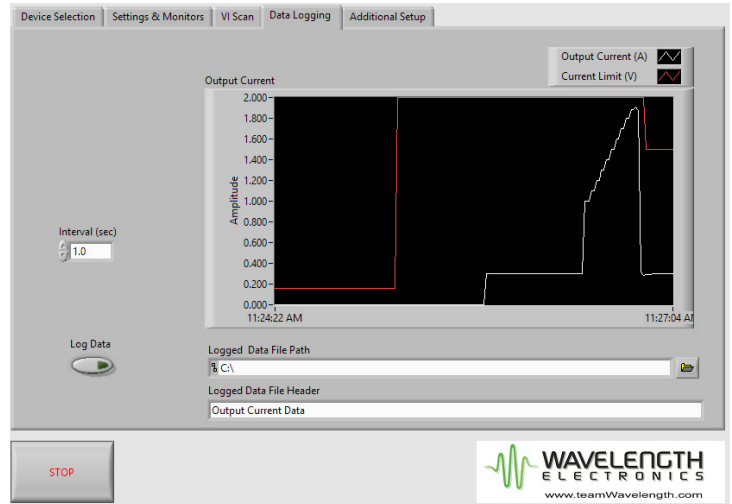 Device Selection
Settings & Monitors
VI Scan
Data Logging
Additional Setup
Output Current (A)
Current Limit (V)
Output Current
2.000
1.800
1.600
1.400
1.200
1.000
0.800
0.600
0.400
0.200
0.000
Amplitude
11:24:22 AM
11:27:04 AM
Interval (sec)
1.0
Log Data
Logged Data File Path
C:\
Logged Data File Header
Output Current Data
STOP
WAVELENGTH
ELECTRONICS
www.teamWavelength.com